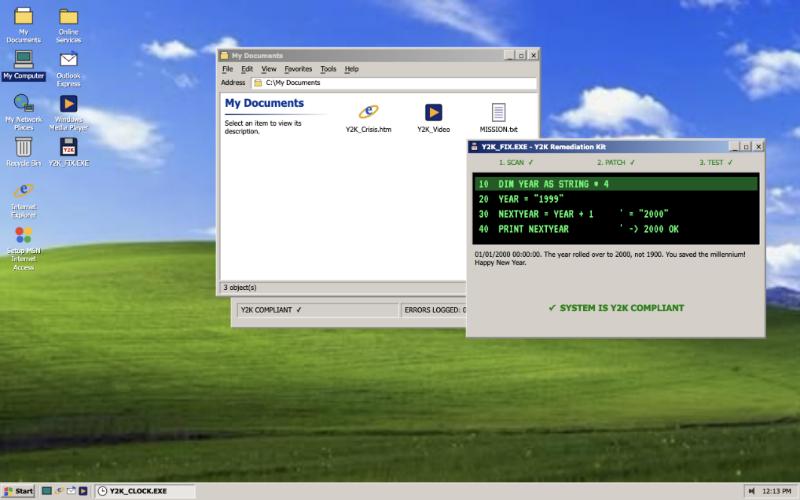 My Documents
Online Services
My Computer
Outlook Express
My Network Places
Windows Media Player
Recycle Bin
Y2K_FIX.EXE
Internet Explorer
Setup MSN Internet Access
My Documents
File Edit View Favorites Tools Help
Address C:\My Documents
My Documents
Select an item to view its
description.
Y2K_Crisis.htm Y2K_Video MISSION.txt
3 object(s)
Y2K COMPLIANT ✓ ERRORS LOGGED: 0
Y2K_FIX.EXE - Y2K Remediation Kit
1. SCAN ✓ 2. PATCH ✓ 3. TEST ✓
10 DIM YEAR AS STRING * 4
20 YEAR = "1999"
30 NEXTYEAR = YEAR + 1 ' = "2000"
40 PRINT NEXTYEAR ' -> 2000 OK
01/01/2000 00:00:00. The year rolled over to 2000, not 1900. You saved the millennium!
Happy New Year.
✓ SYSTEM IS Y2K COMPLIANT
Start Y2K_CLOCK.EXE 12:13 PM